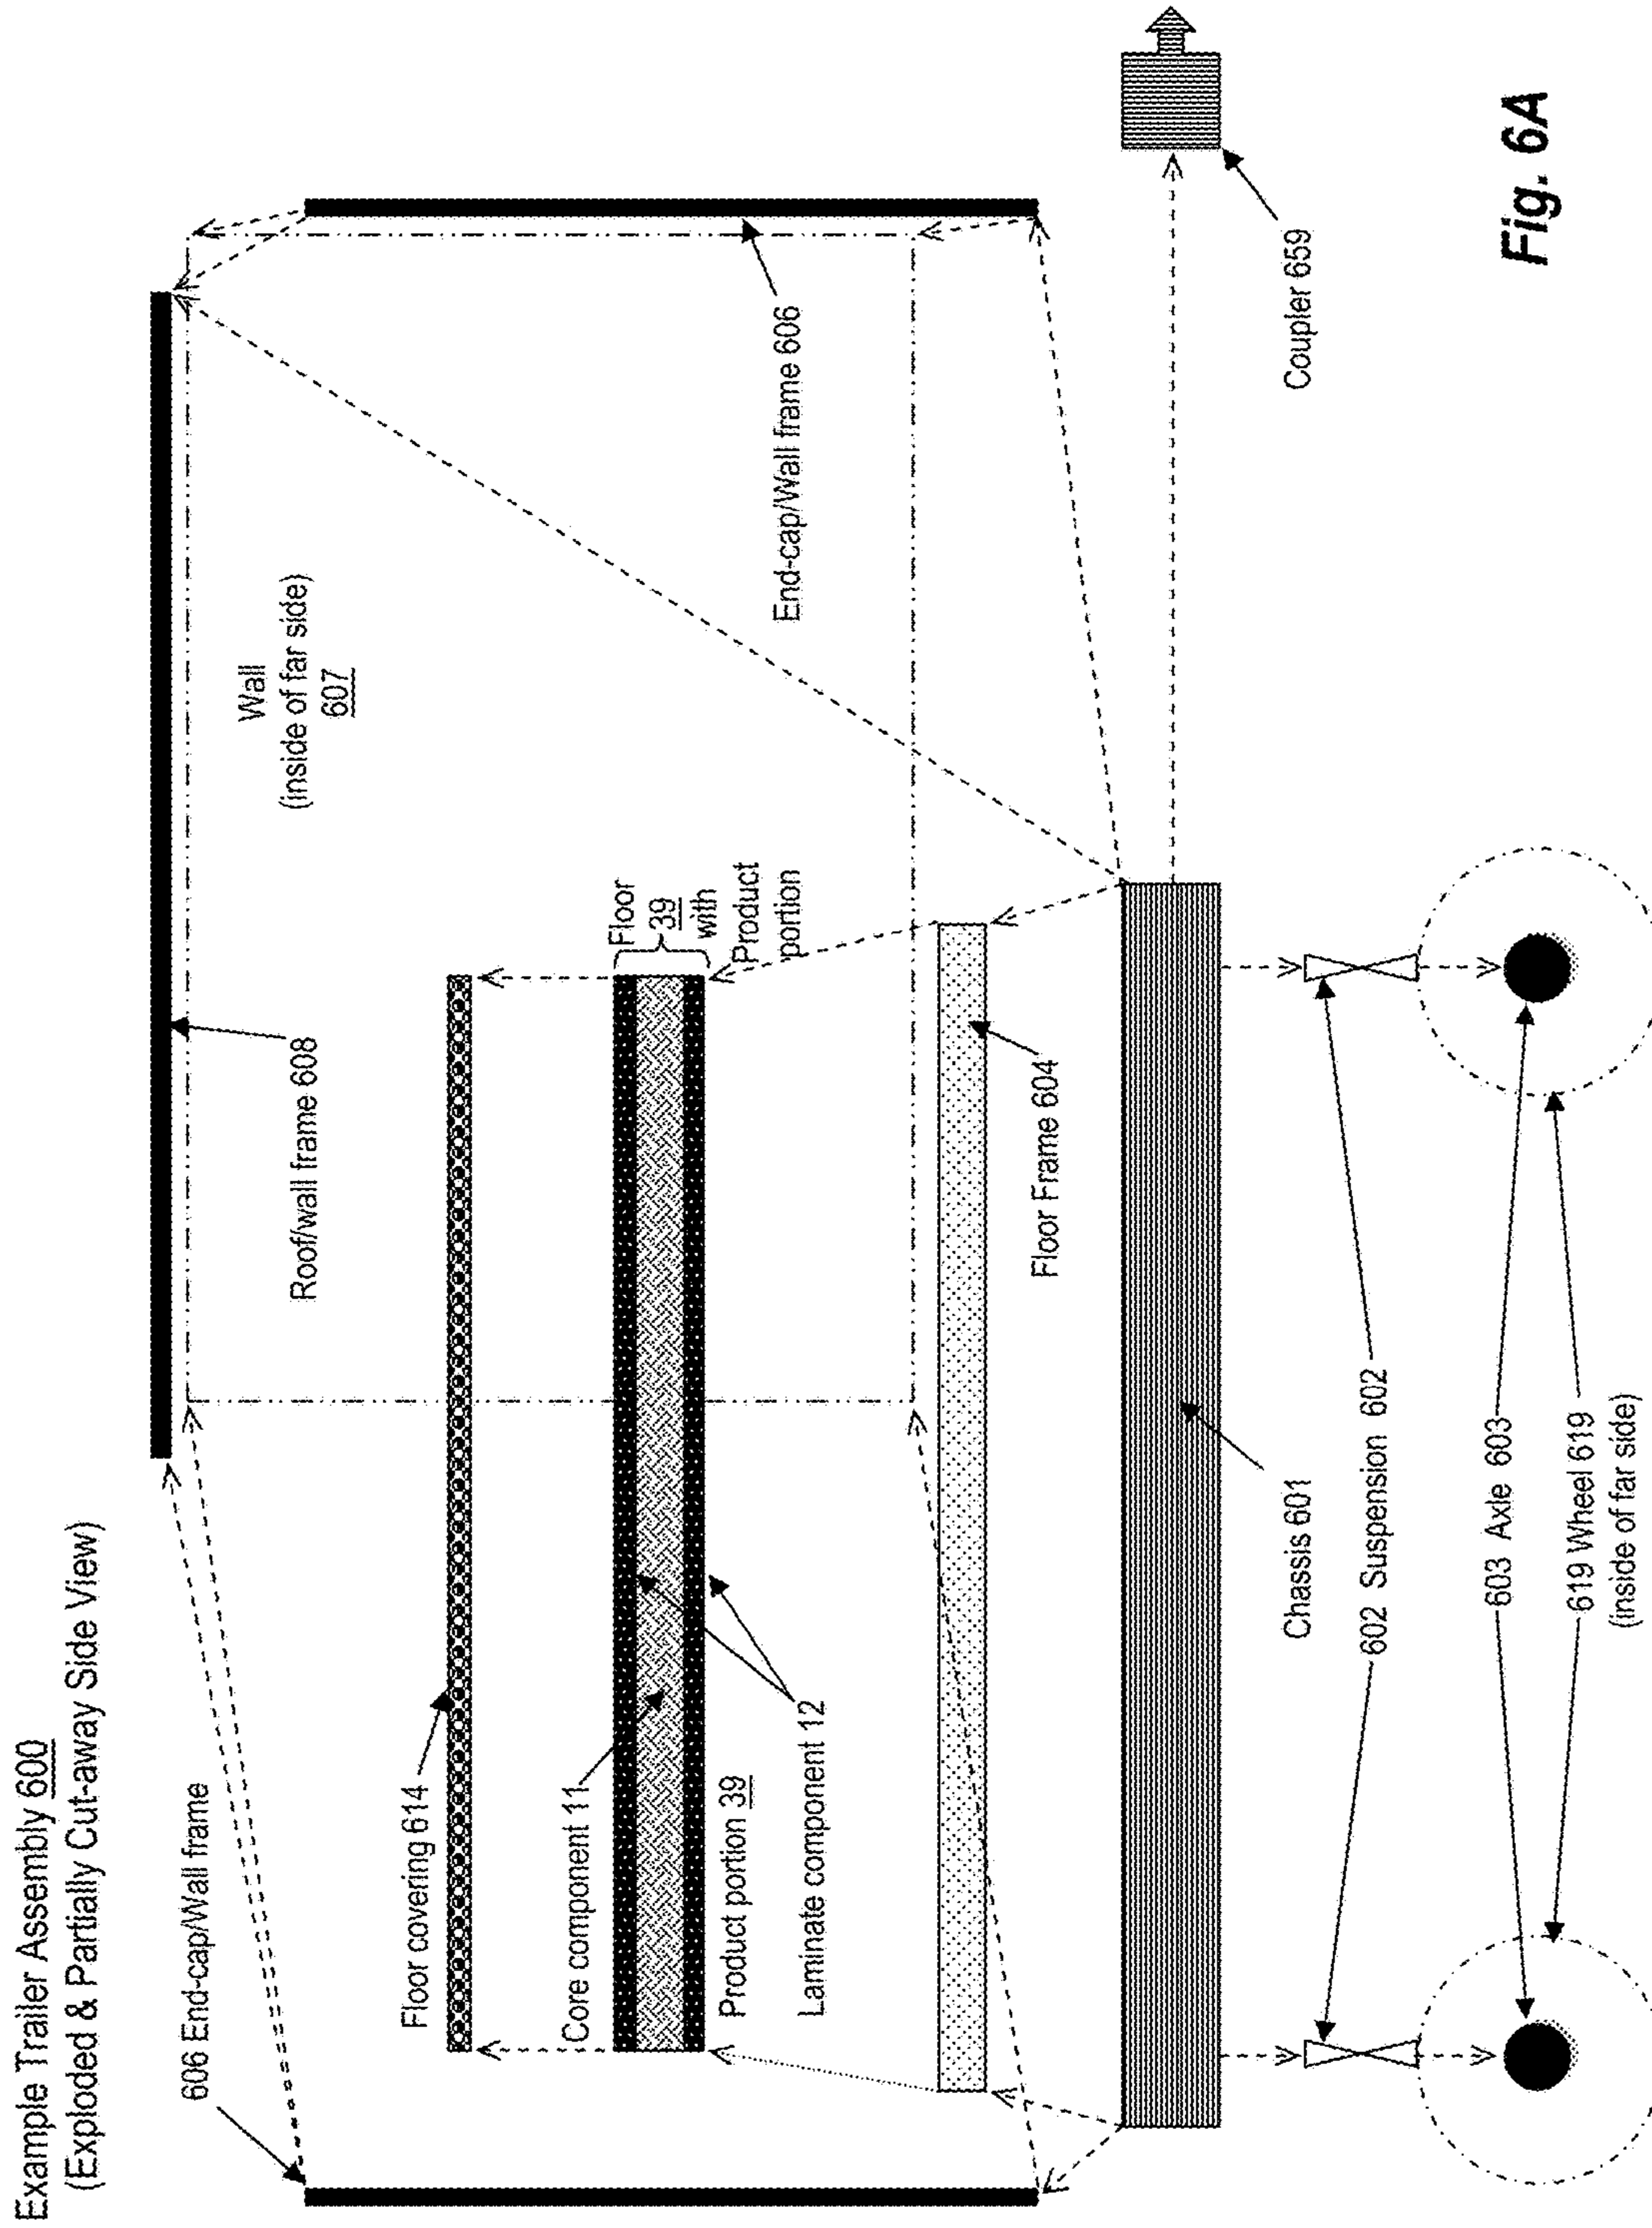 Example Trailer Assembly 600
(Exploded & Partially Cut-away Side View)
606 End-cap/Wall frame
Roof/wall frame 608
Wall
(inside of far side)
607
Floor covering 614
Core component 11
Product portion 39
Laminate component 12
Floor
39
with
Product
portion
End-cap/Wall frame 606
Floor Frame 604
Chassis 601
Coupler 659
602 Suspension 602
603 Axle 603
619 Wheel 619
(inside of far side)
Fig. 6A